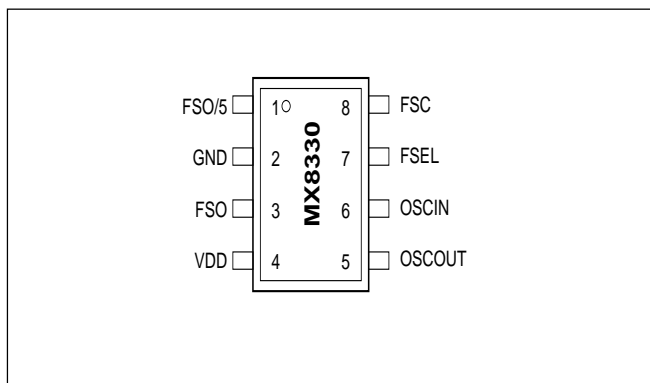 FSO/5 1 8 FSC
GND 2 7 FSEL
FSO 3 6 OSCIN
VDD 4 5 OSCOUT
MX8330